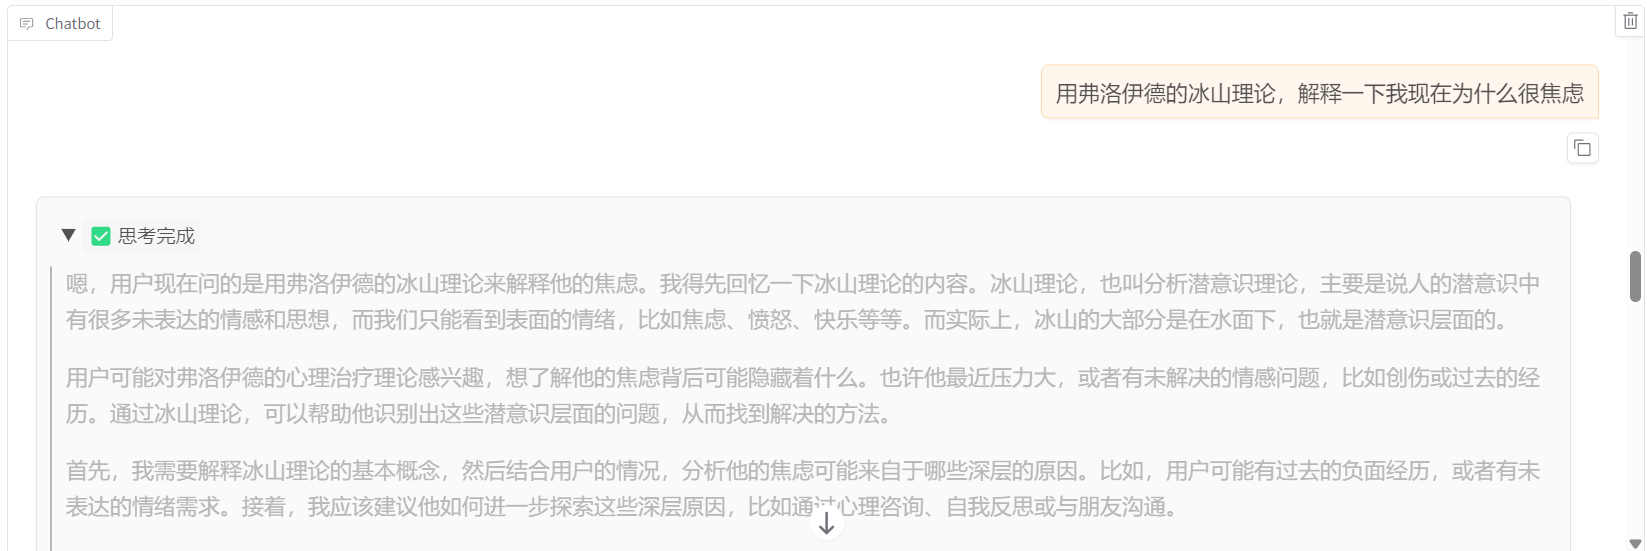 Chatbot
用弗洛伊德的冰山理论，解释一下我现在为什么很焦虑
思考完成
嗯，用户现在问的是用弗洛伊德的冰山理论来解释他的焦虑。我得先回忆一下冰山理论的内容。冰山理论，也叫分析潜意识理论，主要是说人的潜意识中
有很多未表达的情感和思想，而我们只能看到表面的情绪，比如焦虑、愤怒、快乐等等。而实际上，冰山的大部分是在水面下，也就是潜意识层面的。
用户可能对弗洛伊德的心理治疗理论感兴趣，想了解他的焦虑背后可能隐藏着什么。也许他最近压力大，或者有未解决的情感问题，比如创伤或过去的经
历。通过冰山理论，可以帮助他识别出这些潜意识层面的问题，从而找到解决的方法。
首先，我需要解释冰山理论的基本概念，然后结合用户的情况，分析他的焦虑可能来自于哪些深层的原因。比如，用户可能有过去的负面经历，或者有未
表达的情绪需求。接着，我应该建议他如何进一步探索这些深层原因，比如通过心理咨询、自我反思或与朋友沟通。